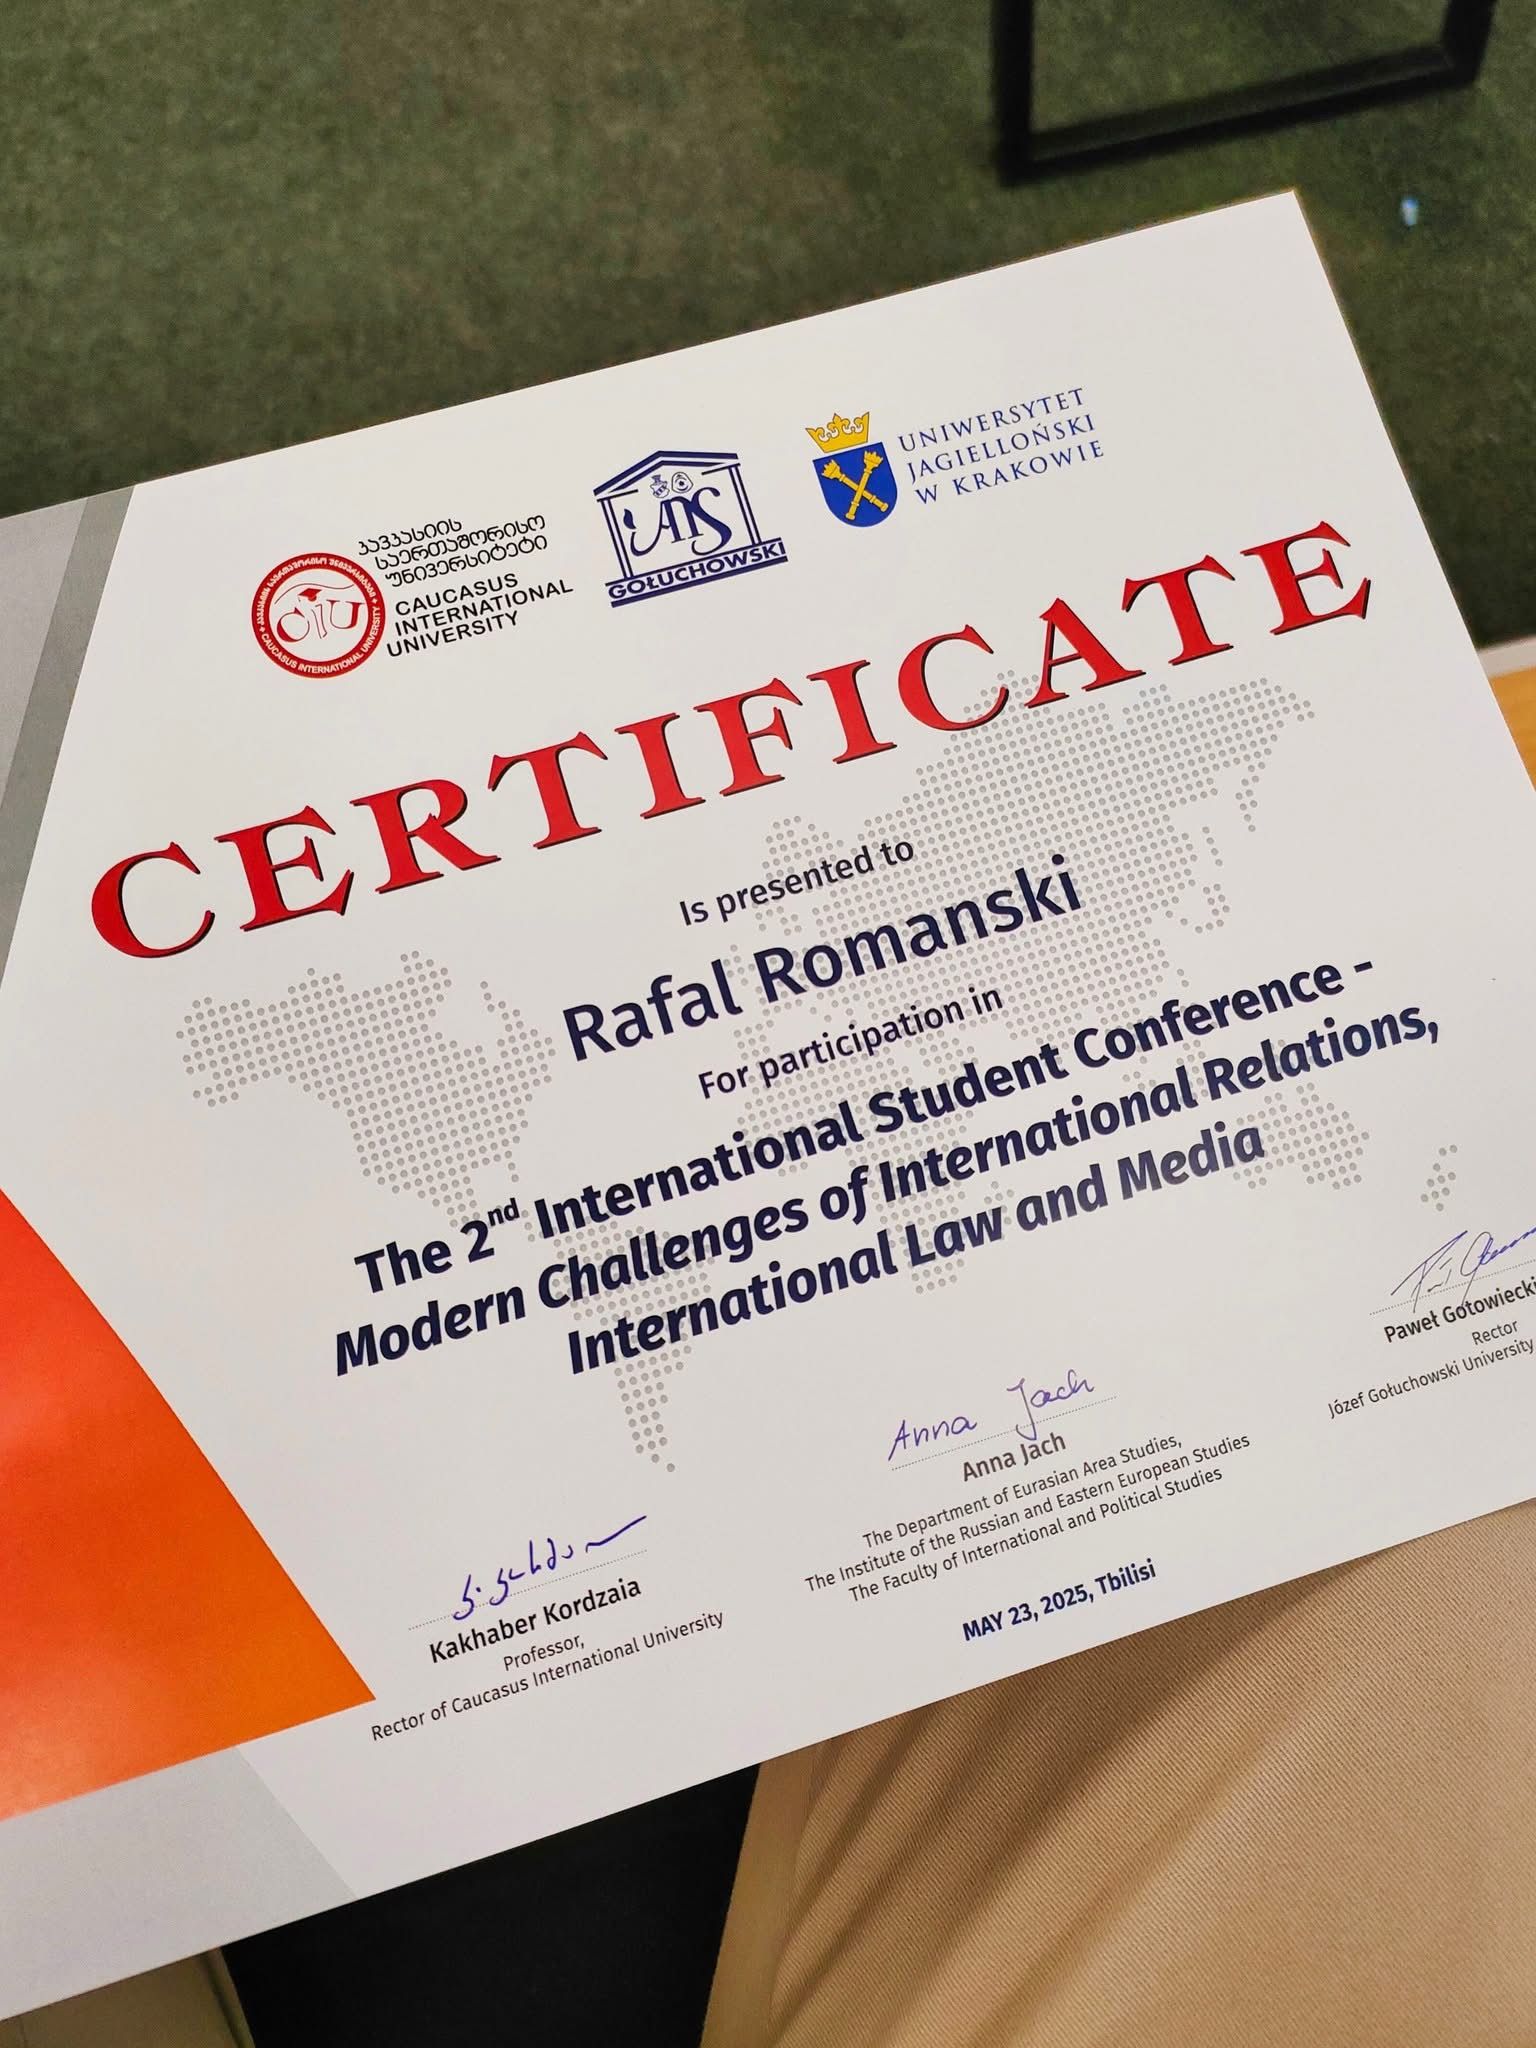 კავკასიის
საერთაშორისო
უნივერსიტეტი
CAUCASUS
INTERNATIONAL
UNIVERSITY
CIU
CAUCASUS INTERNATIONAL UNIVERSITY
GOŁUCHOWSKI
UNIWERSYTET
JAGIELLOŃSKI
W KRAKOWIE
CERTIFICATE
Is presented to
Rafal Romanski
For participation in
The 2nd International Student Conference -
Modern Challenges of International Relations,
International Law and Media
Kakhaber Kordzaia
Professor,
Rector of Caucasus International University
Anna Jach
Anna Jach
The Department of Eurasian Area Studies,
The Institute of the Russian and Eastern European Studies
The Faculty of International and Political Studies
Paweł Gotowiecki
Rector
Józef Gołuchowski University
MAY 23, 2025, Tbilisi